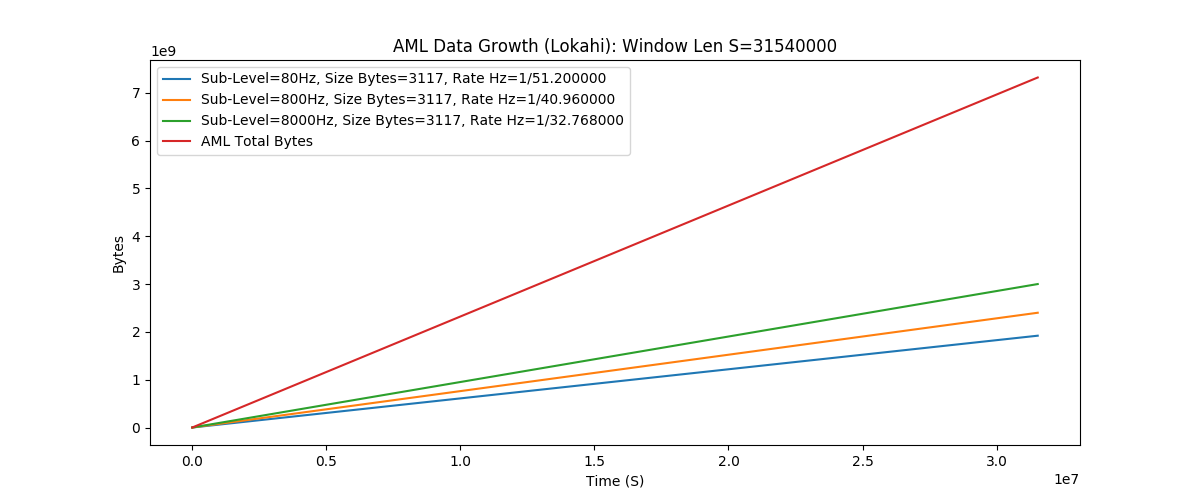 AML Data Growth (Lokahi): Window Len S=31540000
1e9
Sub-Level=80Hz, Size Bytes=3117, Rate Hz=1/51.200000
Sub-Level=800Hz, Size Bytes=3117, Rate Hz=1/40.960000
Sub-Level=8000Hz, Size Bytes=3117, Rate Hz=1/32.768000
AML Total Bytes
7
6
5
4
3
2
1
0
Bytes
0.0 0.5 1.0 1.5 2.0 2.5 3.0
1e7
Time (S)